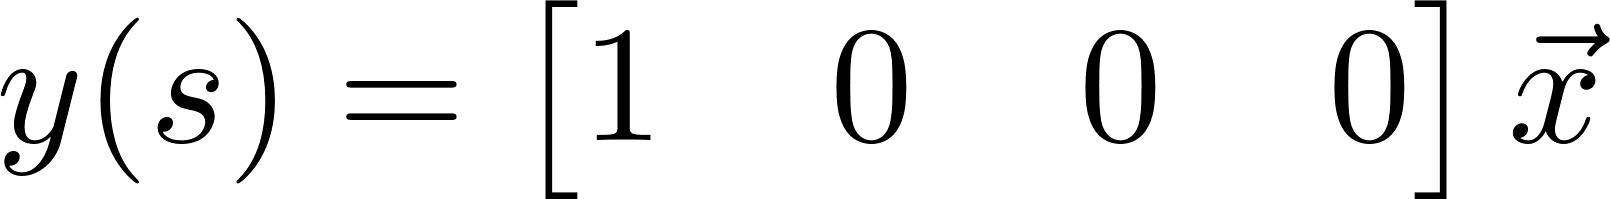 y(s) = [1 0 0 0] x⃗